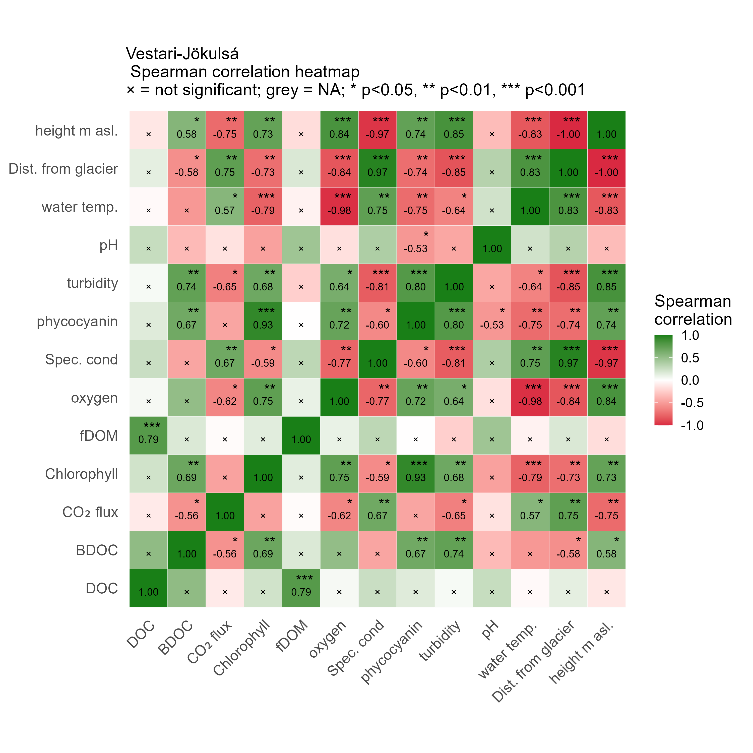 Vestari-Jökulsá
Spearman correlation heatmap
× = not significant; grey = NA; * p<0.05, ** p<0.01, *** p<0.001
* ** ** *** *** ** *** *** ***
height m asl. × 0.58 -0.75 0.73 × 0.84 -0.97 0.74 0.85 × -0.83 -1.00 1.00
* ** ** *** *** ** *** *** ***
Dist. from glacier × -0.58 0.75 -0.73 × -0.84 0.97 -0.74 -0.85 × 0.83 1.00 -1.00
* *** *** ** ** * *** ***
water temp. × × 0.57 -0.79 × -0.98 0.75 -0.75 -0.64 × 1.00 0.83 -0.83
*
pH × × × × × × × -0.53 × 1.00 × × ×
** * ** * *** *** * *** ***
turbidity × 0.74 -0.65 0.68 × 0.64 -0.81 0.80 1.00 × -0.64 -0.85 0.85
** *** ** * *** * ** ** **
phycocyanin × 0.67 × 0.93 × 0.72 -0.60 1.00 0.80 -0.53 -0.75 -0.74 0.74
** * ** * *** ** *** ***
Spec. cond × × 0.67 -0.59 × -0.77 1.00 -0.60 -0.81 × 0.75 0.97 -0.97
* ** ** ** * *** *** ***
oxygen × × -0.62 0.75 × 1.00 -0.77 0.72 0.64 × -0.98 -0.84 0.84
***
fDOM 0.79 × × × 1.00 × × × × × × × ×
** ** * *** ** *** ** **
Chlorophyll × 0.69 × 1.00 × 0.75 -0.59 0.93 0.68 × -0.79 -0.73 0.73
* * ** * * ** **
CO₂ flux × -0.56 1.00 × × -0.62 0.67 × -0.65 × 0.57 0.75 -0.75
* ** ** ** * *
BDOC × 1.00 -0.56 0.69 × × × 0.67 0.74 × × -0.58 0.58
***
DOC 1.00 × × × 0.79 × × × × × × × ×
DOC
BDOC
CO₂ flux
Chlorophyll
fDOM
oxygen
Spec. cond
phycocyanin
turbidity
pH
water temp.
Dist. from glacier
height m asl.
Spearman
correlation
1.0
0.5
0.0
-0.5
-1.0